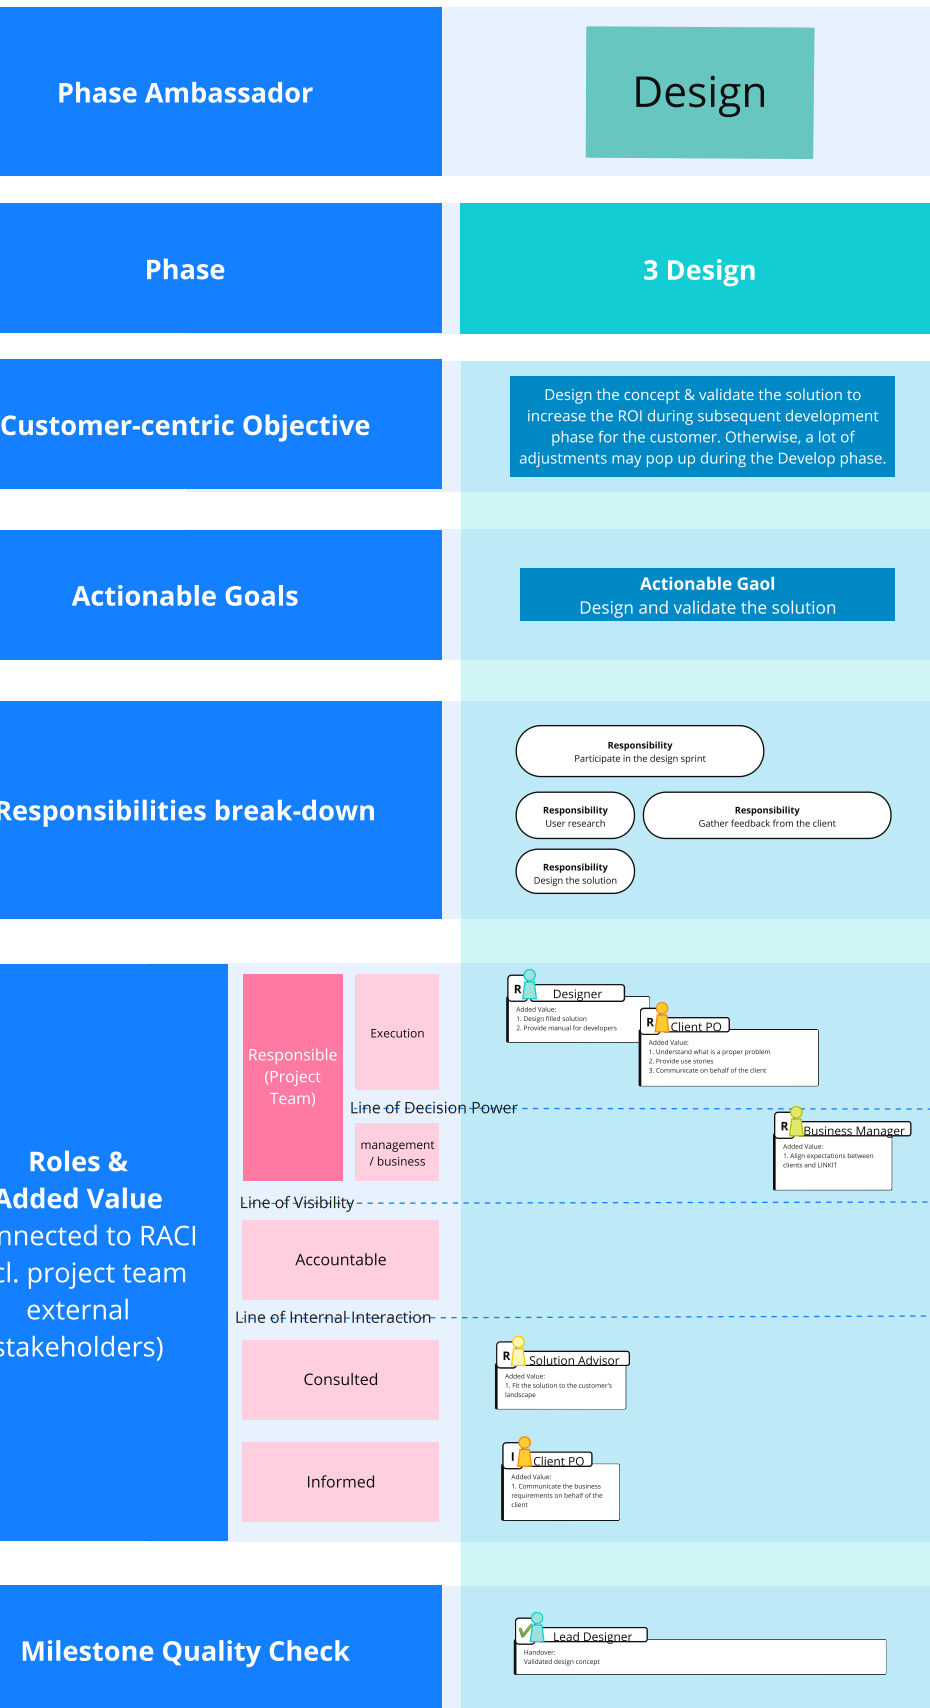 Phase Ambassador
Design
Phase
3 Design
Customer-centric Objective
Design the concept & validate the solution to
increase the ROI during subsequent development
phase for the customer. Otherwise, a lot of
adjustments may pop up during the Develop phase.
Actionable Goals
Actionable Gaol
Design and validate the solution
Responsibilities break-down
Responsibility
Participate in the design sprint
Responsibility
User research
Responsibility
Gather feedback from the client
Responsibility
Design the solution
Roles &
Added Value
nnected to RACI
cl. project team
external
stakeholders)
Responsible
(Project
Team)
Execution
R
Designer
Added Value:
1. Design filled solution
2. Provide manual for developers
R
Client PO
Added Value:
1. Understand what is a proper problem
2. Provide use stories
3. Communicate on behalf of the client
Line of Decision Power
management
/ business
R
Business Manager
Added Value:
1. Align expectations between
clients and LINKIT
Line of Visibility
Accountable
Line of Internal Interaction
Consulted
R
Solution Advisor
Added Value:
1. Fit the solution to the customer's
landscape
Informed
I
Client PO
Added Value:
1. Communicate the business
requirements on behalf of the
client
Milestone Quality Check
Lead Designer
Handover:
Validated design concept